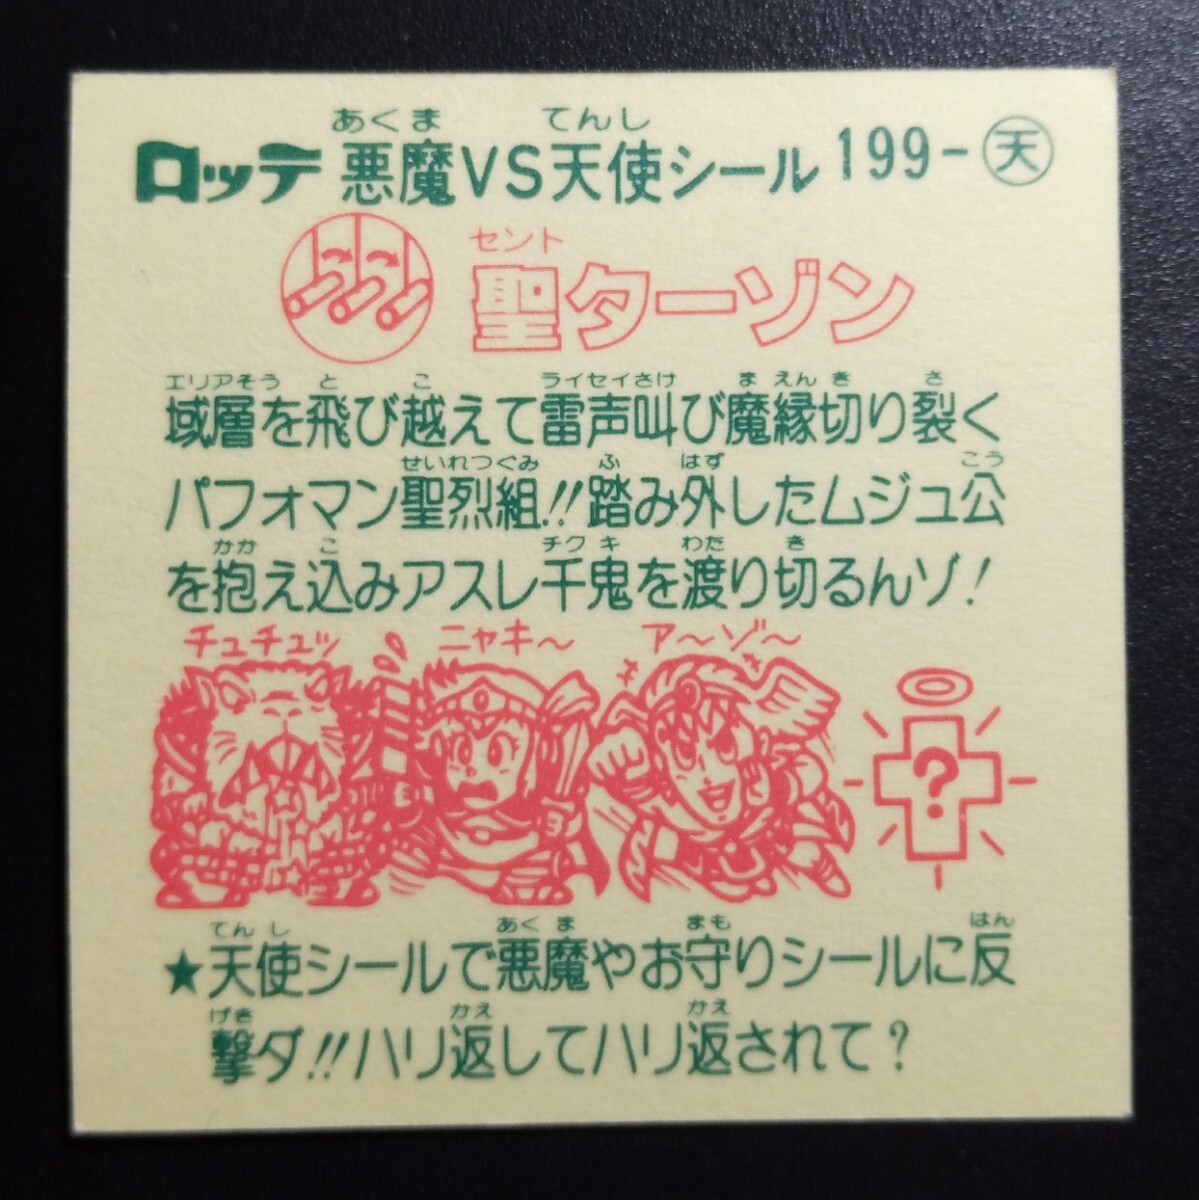 あくま てんし
ロッテ 悪魔VS天使シール 199-天
セント
聖ターゾン
エリアそう と こ ライセイさけ ま えん き さ
域層を飛び越えて雷声叫び魔縁切り裂く
せいれつぐみ ふ はず こう
パフォマン聖烈組!!踏み外したムジュ公
かか こ チクキ わた き
を抱え込みアスレ千鬼を渡り切るんゾ!
チュチュッ ニャキ〜 ア〜ゾ〜
?
てんし あくま まも はん
★天使シールで悪魔やお守りシールに反
げき かえ かえ
撃ダ!!ハリ返してハリ返されて?